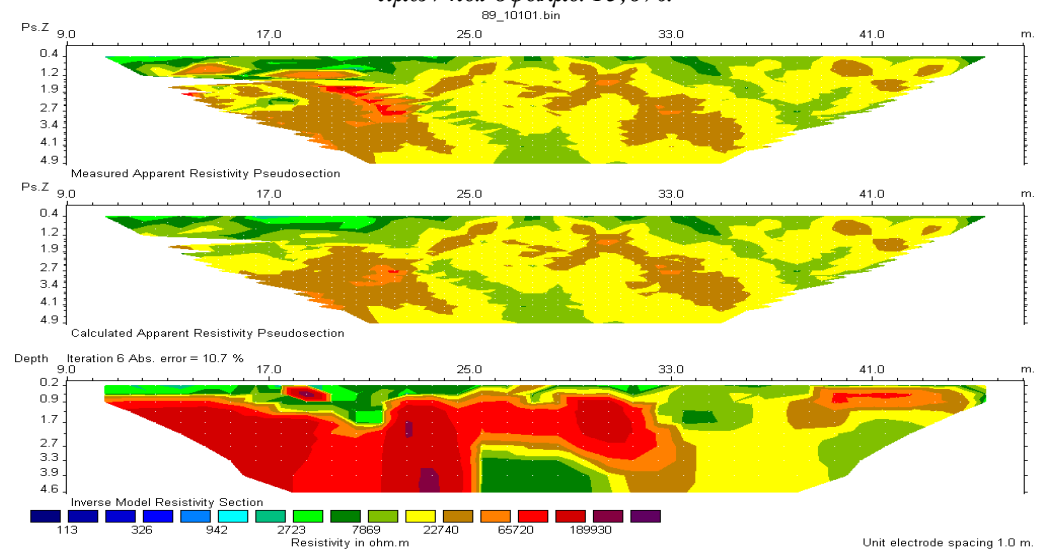 89_10101.bin
Ps.Z 9.0 17.0 25.0 33.0 41.0 m.
0.4
1.2
1.9
2.7
3.4
4.1
4.9
Measured Apparent Resistivity Pseudosection
Ps.Z 9.0 17.0 25.0 33.0 41.0 m.
0.4
1.2
1.9
2.7
3.4
4.1
4.9
Calculated Apparent Resistivity Pseudosection
Depth Iteration 6 Abs. error = 10.7 %
9.0 17.0 25.0 33.0 41.0 m.
0.2
0.9
1.7
2.7
3.3
3.9
4.6
Inverse Model Resistivity Section
113 326 942 2723 7869 22740 65720 189930
Resistivity in ohm.m Unit electrode spacing 1.0 m.